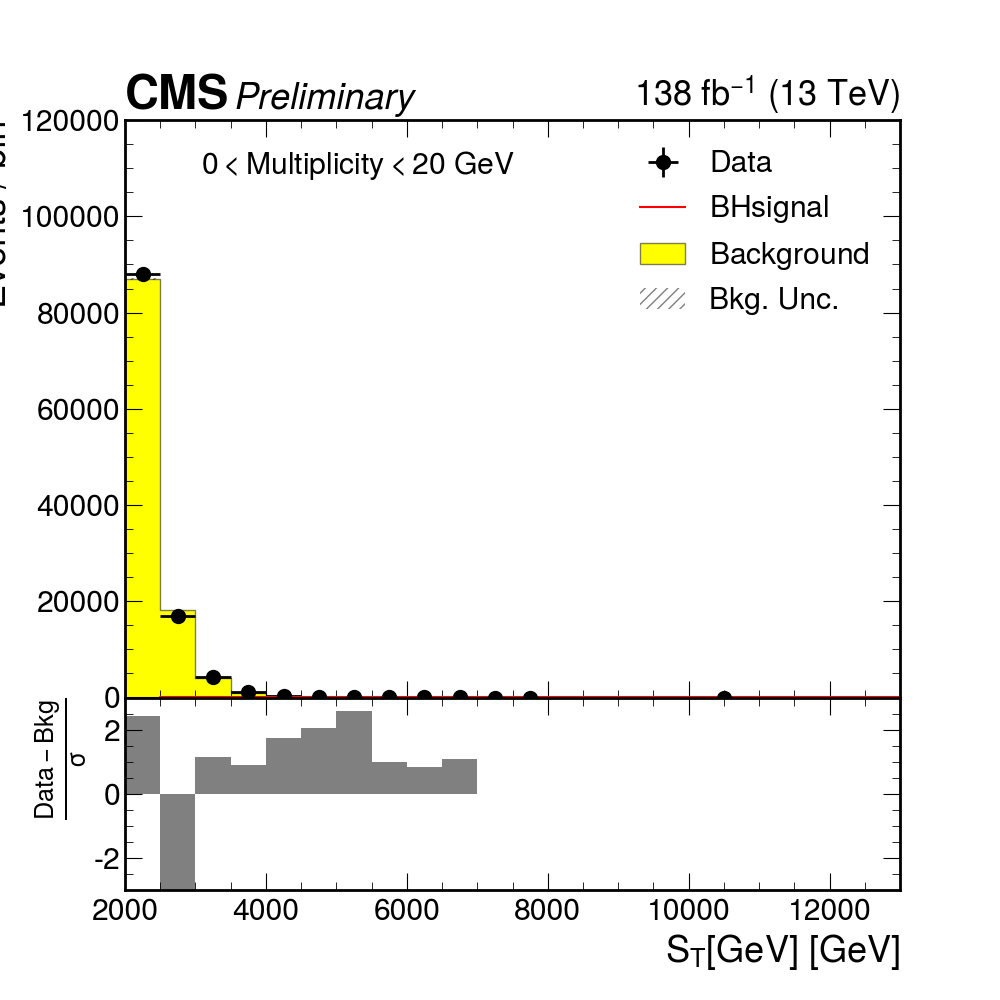 CMS Preliminary 138 fb⁻¹ (13 TeV)
0 < Multiplicity < 20 GeV
Data
BHsignal
Background
Bkg. Unc.
120000
100000
80000
60000
40000
20000
0
Data – Bkg
σ
2
0
-2
2000 4000 6000 8000 10000 12000
S_T[GeV] [GeV]